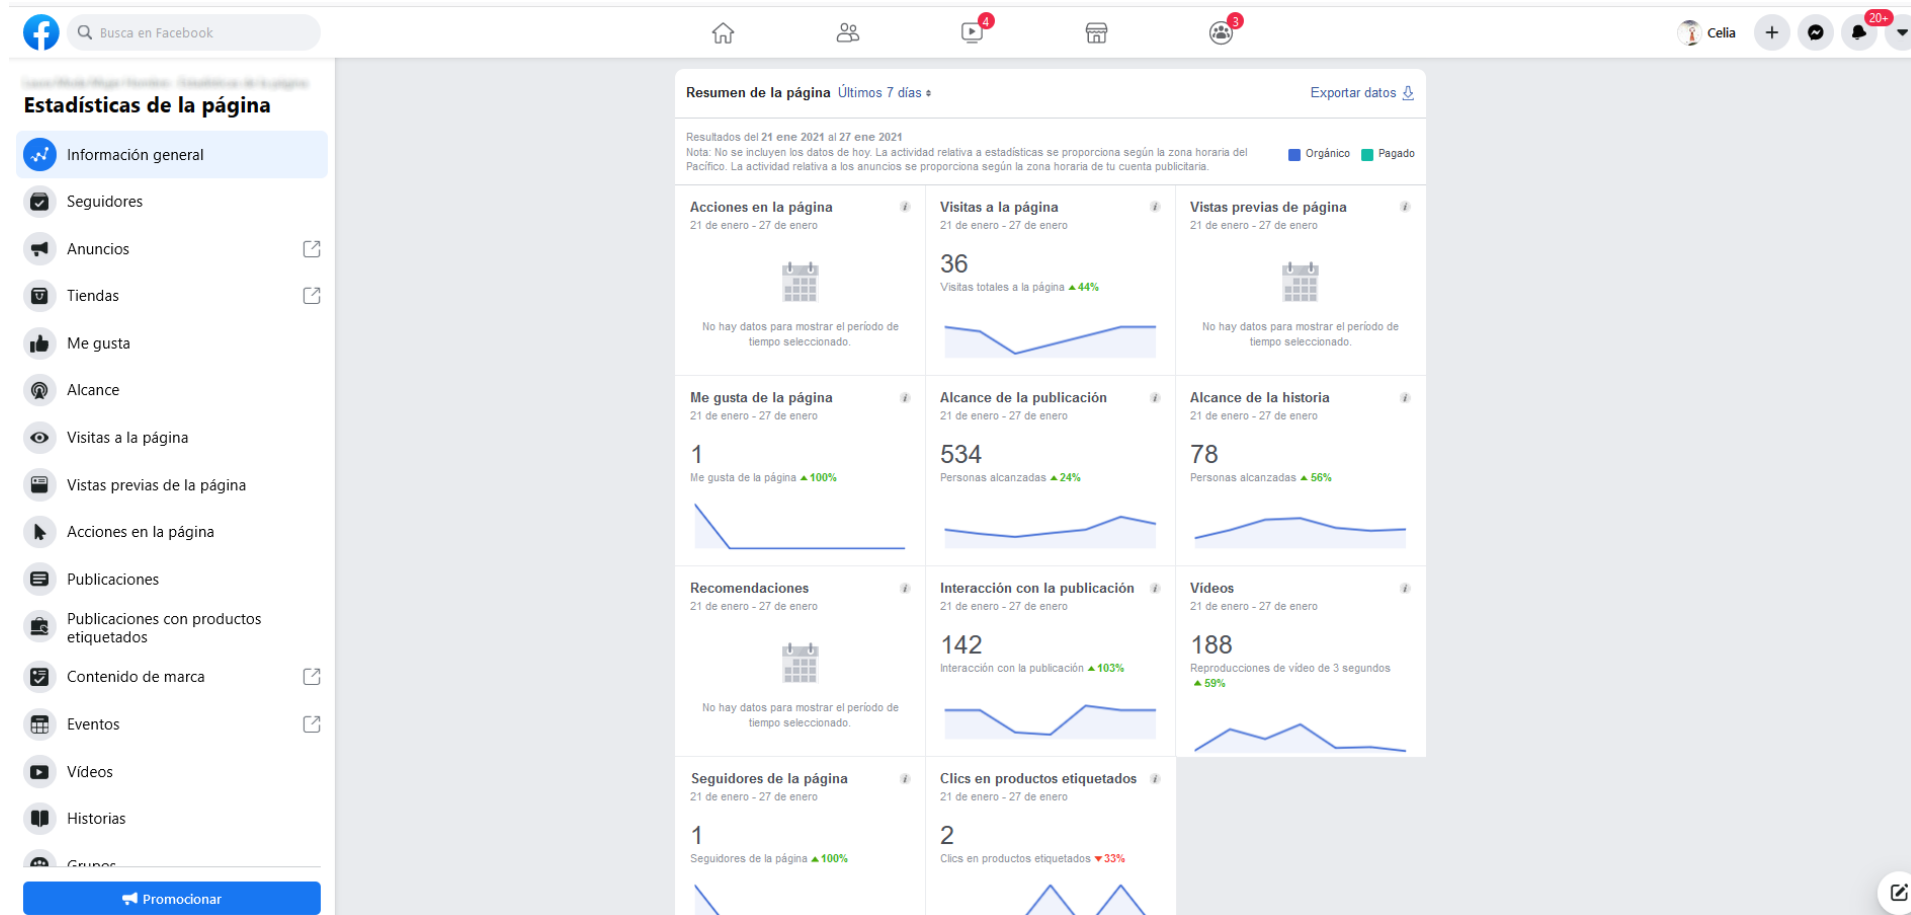 Busca en Facebook
4
3
Celia
20+
Estadísticas de la página
Información general
Seguidores
Anuncios
Tiendas
Me gusta
Alcance
Visitas a la página
Vistas previas de la página
Acciones en la página
Publicaciones
Publicaciones con productos
etiquetados
Contenido de marca
Eventos
Vídeos
Historias
Grupos
Promocionar
Resumen de la página Últimos 7 días
Exportar datos
Resultados del 21 ene 2021 al 27 ene 2021
Nota: No se incluyen los datos de hoy. La actividad relativa a estadísticas se proporciona según la zona horaria del
Pacífico. La actividad relativa a los anuncios se proporciona según la zona horaria de tu cuenta publicitaria.
Orgánico Pagado
Acciones en la página
21 de enero - 27 de enero
No hay datos para mostrar el período de
tiempo seleccionado.
Visitas a la página
21 de enero - 27 de enero
36
Visitas totales a la página 44%
Vistas previas de página
21 de enero - 27 de enero
No hay datos para mostrar el período de
tiempo seleccionado.
Me gusta de la página
21 de enero - 27 de enero
1
Me gusta de la página 100%
Alcance de la publicación
21 de enero - 27 de enero
534
Personas alcanzadas 24%
Alcance de la historia
21 de enero - 27 de enero
78
Personas alcanzadas 56%
Recomendaciones
21 de enero - 27 de enero
No hay datos para mostrar el período de
tiempo seleccionado.
Interacción con la publicación
21 de enero - 27 de enero
142
Interacción con la publicación 103%
Vídeos
21 de enero - 27 de enero
188
Reproducciones de vídeo de 3 segundos
59%
Seguidores de la página
21 de enero - 27 de enero
1
Seguidores de la página 100%
Clics en productos etiquetados
21 de enero - 27 de enero
2
Clics en productos etiquetados 33%